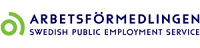 ARBETSFÖRMEDLINGEN
SWEDISH PUBLIC EMPLOYMENT SERVICE